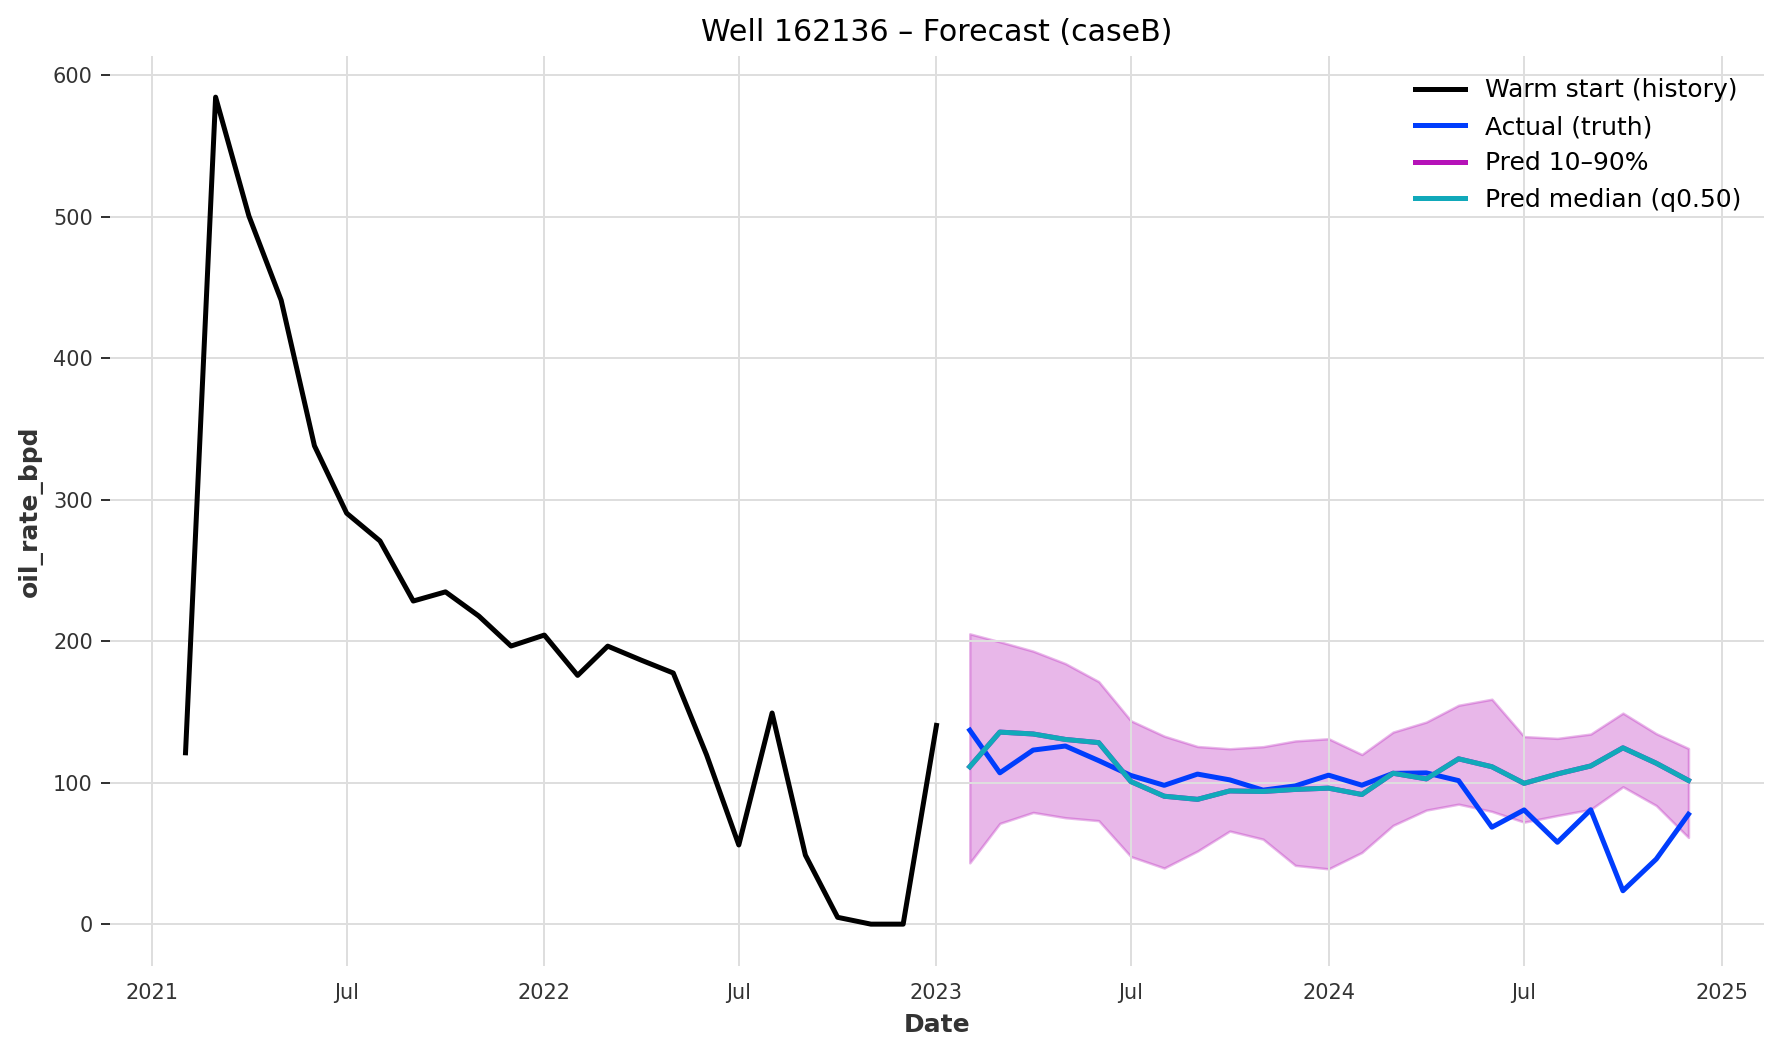 Well 162136 – Forecast (caseB)
Warm start (history)
Actual (truth)
Pred 10–90%
Pred median (q0.50)
oil_rate_bpd
600
500
400
300
200
100
0
2021 Jul 2022 Jul 2023 Jul 2024 Jul 2025
Date